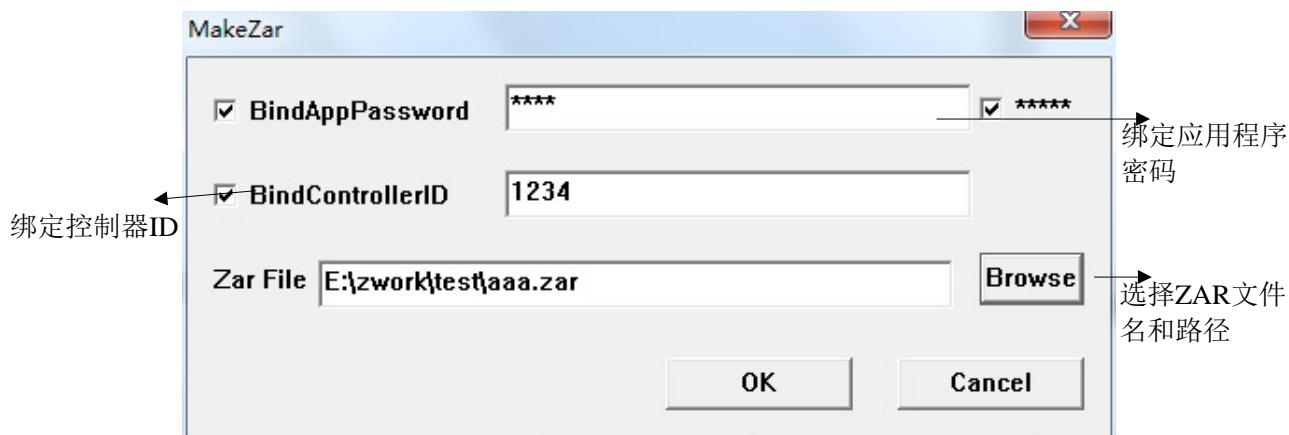 MakeZar
BindAppPassword
****
*****
绑定应用程序
密码
BindControllerID
1234
绑定控制器ID
Zar File
E:\zwork\test\aaa.zar
Browse
选择ZAR文件
名和路径
OK
Cancel